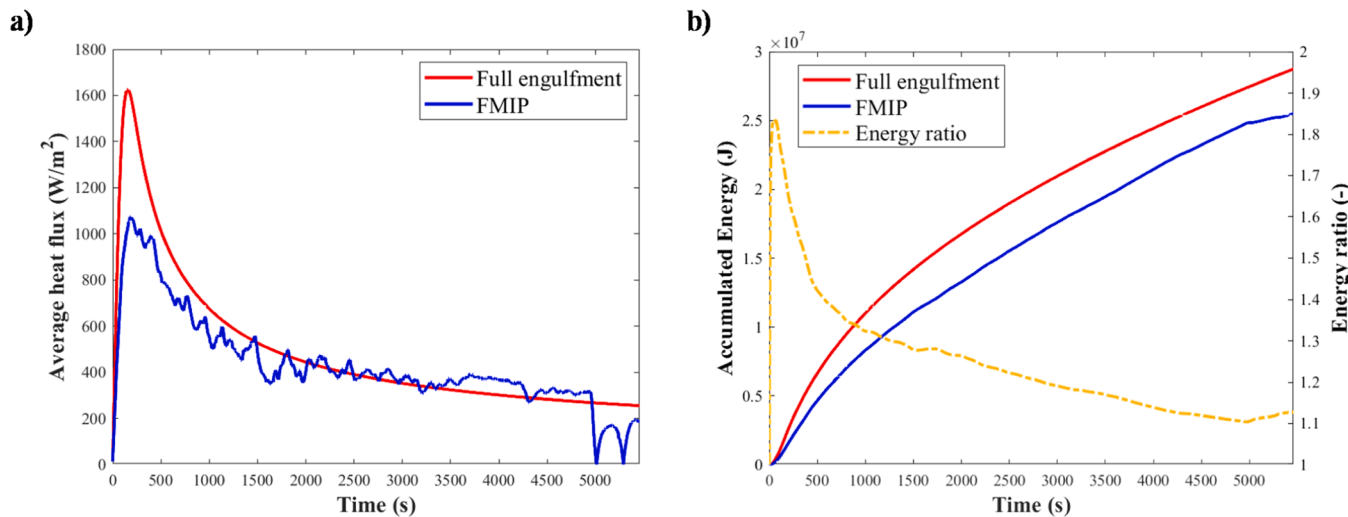 a)
Average heat flux (W/m²)
1800
1600
1400
1200
1000
800
600
400
200
0
Full engulfment
FMIP
0 500 1000 1500 2000 2500 3000 3500 4000 4500 5000
Time (s)
b)
Accumulated Energy (J)
×10⁷
3
2.5
2
1.5
1
0.5
0
Full engulfment
FMIP
Energy ratio
2
1.9
1.8
1.7
1.6
1.5
1.4
1.3
1.2
1.1
1
Energy ratio (-)
0 500 1000 1500 2000 2500 3000 3500 4000 4500 5000
Time (s)